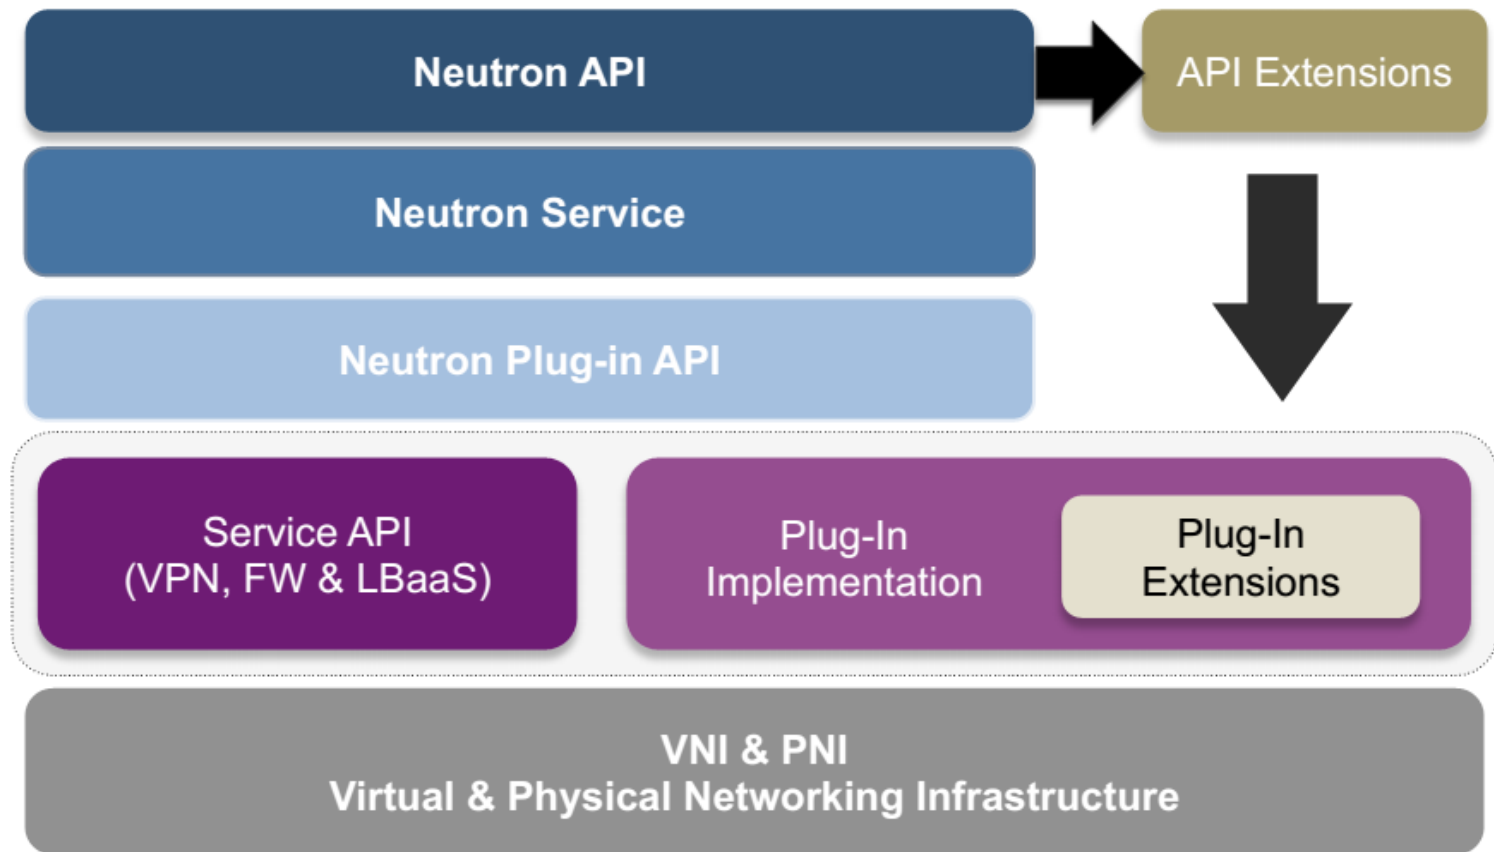 Neutron API
API Extensions
Neutron Service
Neutron Plug-in API
Service API
(VPN, FW & LBaaS)
Plug-In
Implementation
Plug-In
Extensions
VNI & PNI
Virtual & Physical Networking Infrastructure